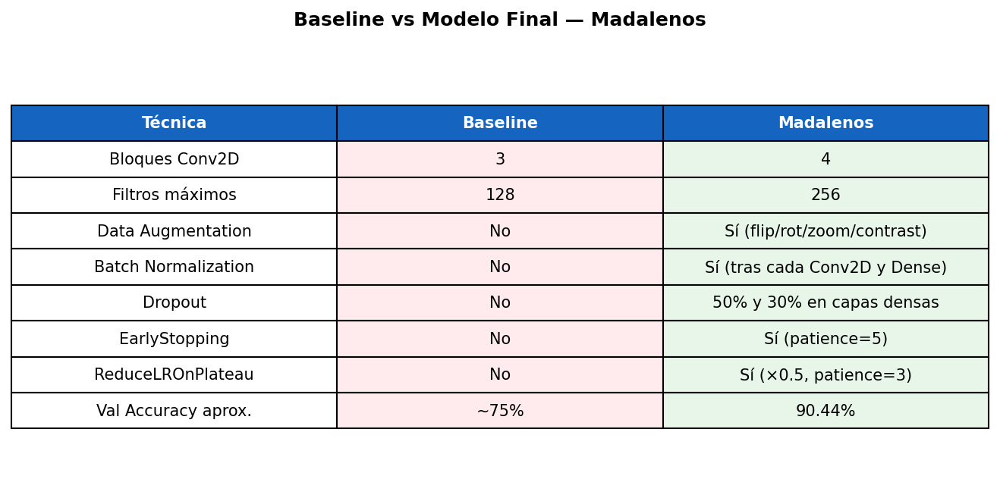 Baseline vs Modelo Final — Madalenos
Técnica Baseline Madalenos
Bloques Conv2D 3 4
Filtros máximos 128 256
Data Augmentation No Sí (flip/rot/zoom/contrast)
Batch Normalization No Sí (tras cada Conv2D y Dense)
Dropout No 50% y 30% en capas densas
EarlyStopping No Sí (patience=5)
ReduceLROnPlateau No Sí (×0.5, patience=3)
Val Accuracy aprox. ~75% 90.44%